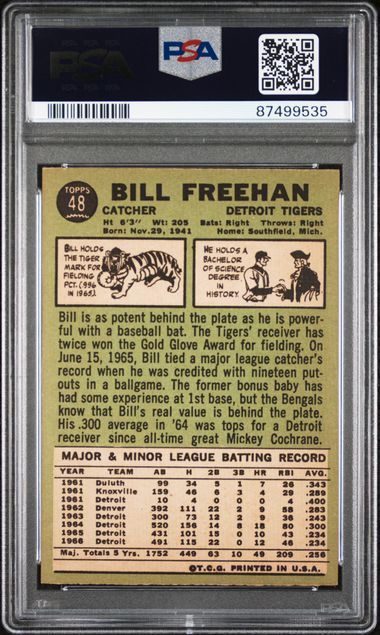 PSA
PSA
87499535
TOPPS
48
BILL FREEHAN
CATCHER DETROIT TIGERS
Ht 6'3" Wt: 205 Bats: Right Throws: Right
Born: Nov. 29, 1941 Home: Southfield, Mich.
BILL HOLDS
THE TIGER
MARK FOR
FIELDING
PCT. (.996
IN 1965).
HE HOLDS A
BACHELOR
OF SCIENCE
DEGREE
IN
HISTORY.
Bill is as potent behind the plate as he is power-
ful with a baseball bat. The Tigers' receiver has
twice won the Gold Glove Award for fielding. On
June 15, 1965, Bill tied a major league catcher's
record when he was credited with nineteen put-
outs in a ballgame. The former bonus baby has
had some experience at 1st base, but the Bengals
know that Bill's real value is behind the plate.
His .300 average in '64 was tops for a Detroit
receiver since all-time great Mickey Cochrane.
MAJOR & MINOR LEAGUE BATTING RECORD
YEAR TEAM AB H 2B 3B HR RBI AVG.
1961 Duluth 99 34 5 1 7 26 .343
1961 Knoxville 159 46 6 3 4 29 .289
1961 Detroit 10 4 0 0 0 4 .400
1962 Denver 392 111 22 2 9 58 .283
1963 Detroit 300 73 12 2 9 36 .243
1964 Detroit 520 156 14 8 18 80 .300
1965 Detroit 431 101 15 0 10 43 .234
1966 Detroit 491 115 22 0 12 46 .234
Maj. Totals 5 Yrs. 1752 449 63 10 49 209 .256
©T.C.G. PRINTED IN U.S.A.